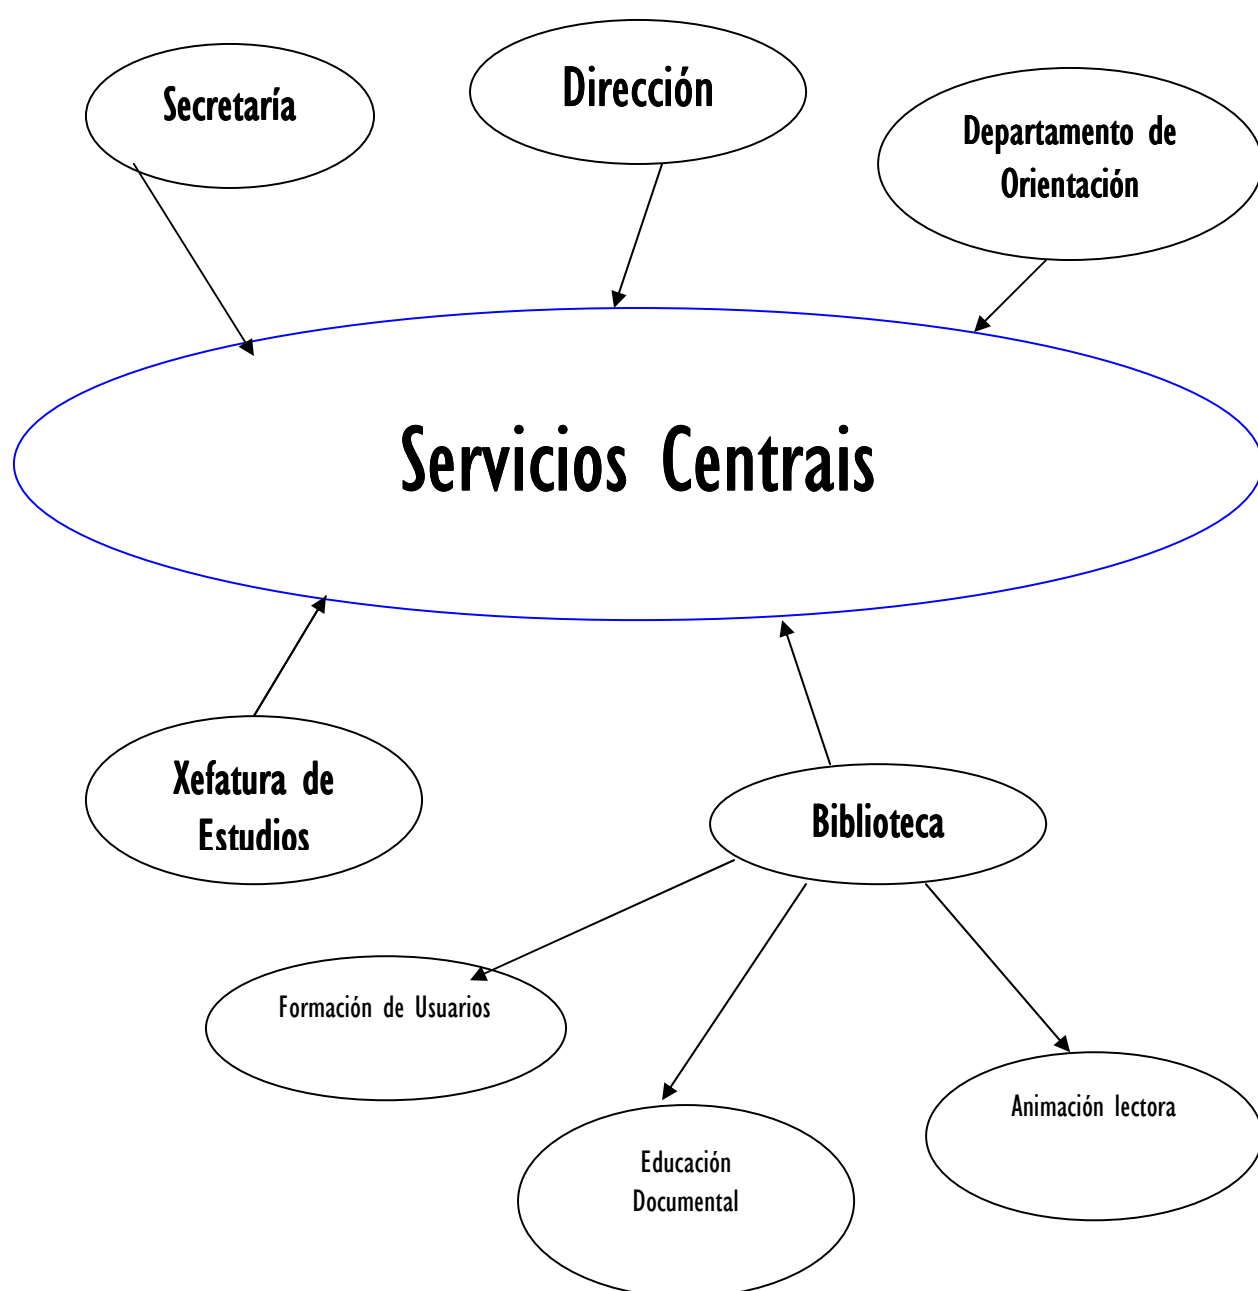 Secretaría
Dirección
Departamento de
Orientación
Servicios Centrais
Xefatura de
Estudios
Biblioteca
Formación de Usuarios
Educación
Documental
Animación lectora